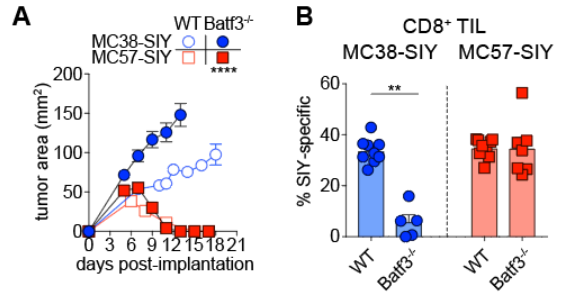 A
WT Batf3-/-
MC38-SIY
MC57-SIY
****
tumor area (mm²)
200
150
100
50
0
0 3 6 9 12 15 18 21
days post-implantation
B
CD8⁺ TIL
MC38-SIY MC57-SIY
**
% SIY-specific
60
40
20
0
WT Batf3-/- WT Batf3-/-